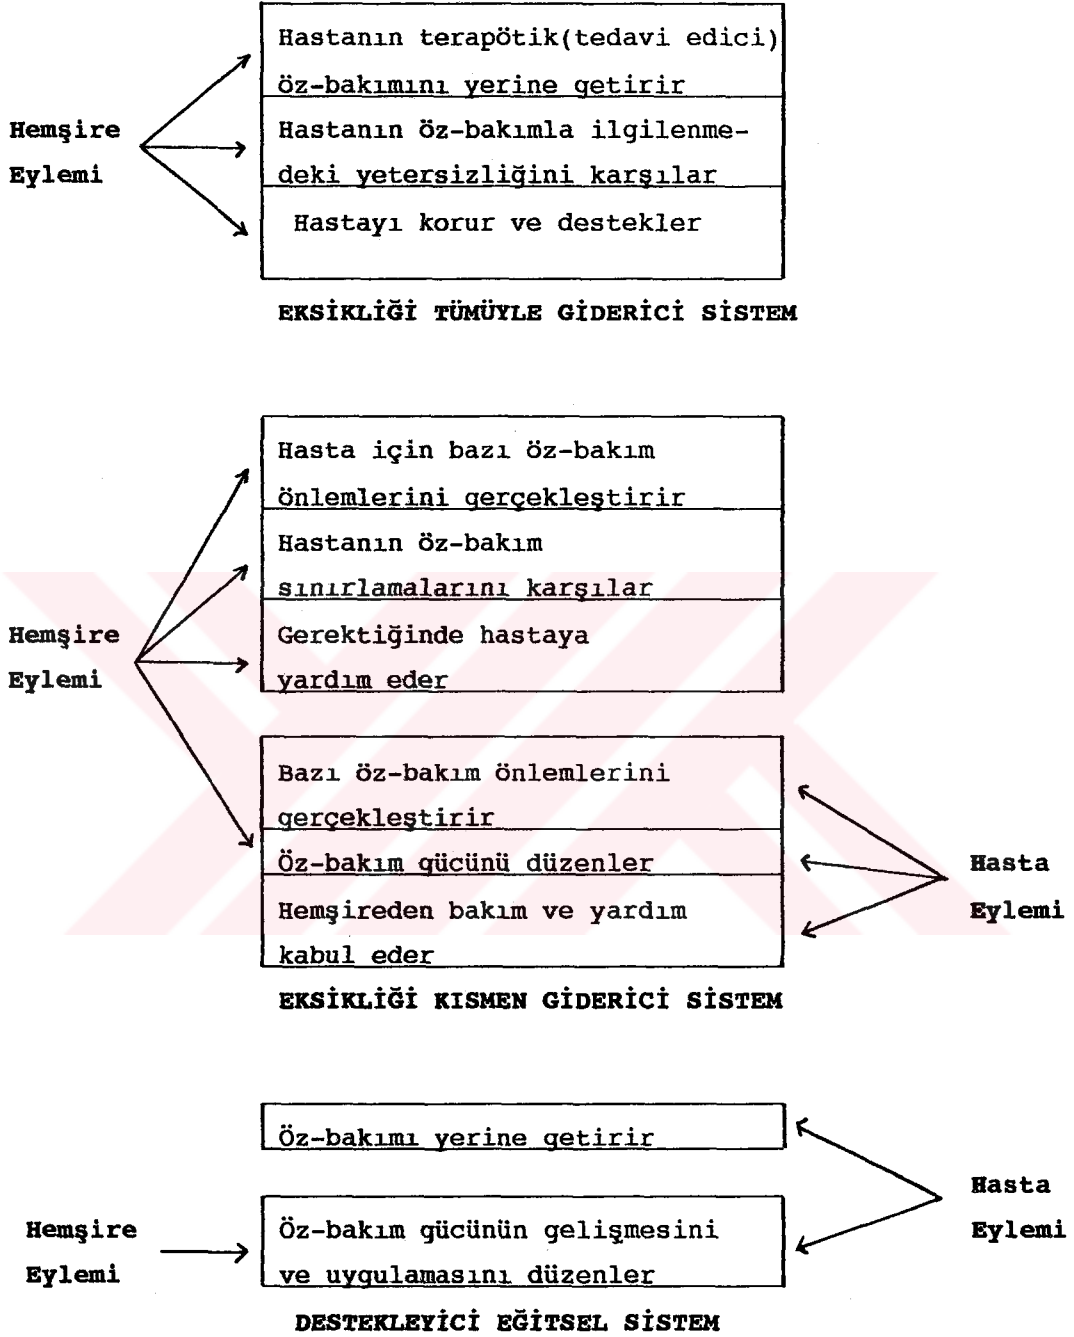 Hastanın terapötik(tedavi edici)
öz-bakımını yerine getirir
Hemşire
Eylemi
Hastanın öz-bakımla ilgilenme-
deki yetersizliğini karşılar
Hastayı korur ve destekler
EKSİKLİĞİ TÜMÜYLE GİDERİCİ SİSTEM
Hasta için bazı öz-bakım
önlemlerini gerçekleştirir
Hastanın öz-bakım
sınırlamalarını karşılar
Hemşire
Eylemi
Gerektiğinde hastaya
yardım eder
Bazı öz-bakım önlemlerini
gerçekleştirir
Öz-bakım gücünü düzenler
Hemşireden bakım ve yardım
kabul eder
Hasta
Eylemi
EKSİKLİĞİ KISMEN GİDERİCİ SİSTEM
Öz-bakımı yerine getirir
Hasta
Eylemi
Hemşire
Eylemi
Öz-bakım gücünün gelişmesini
ve uygulamasını düzenler
DESTEKLEYİCİ EĞİTSEL SİSTEM